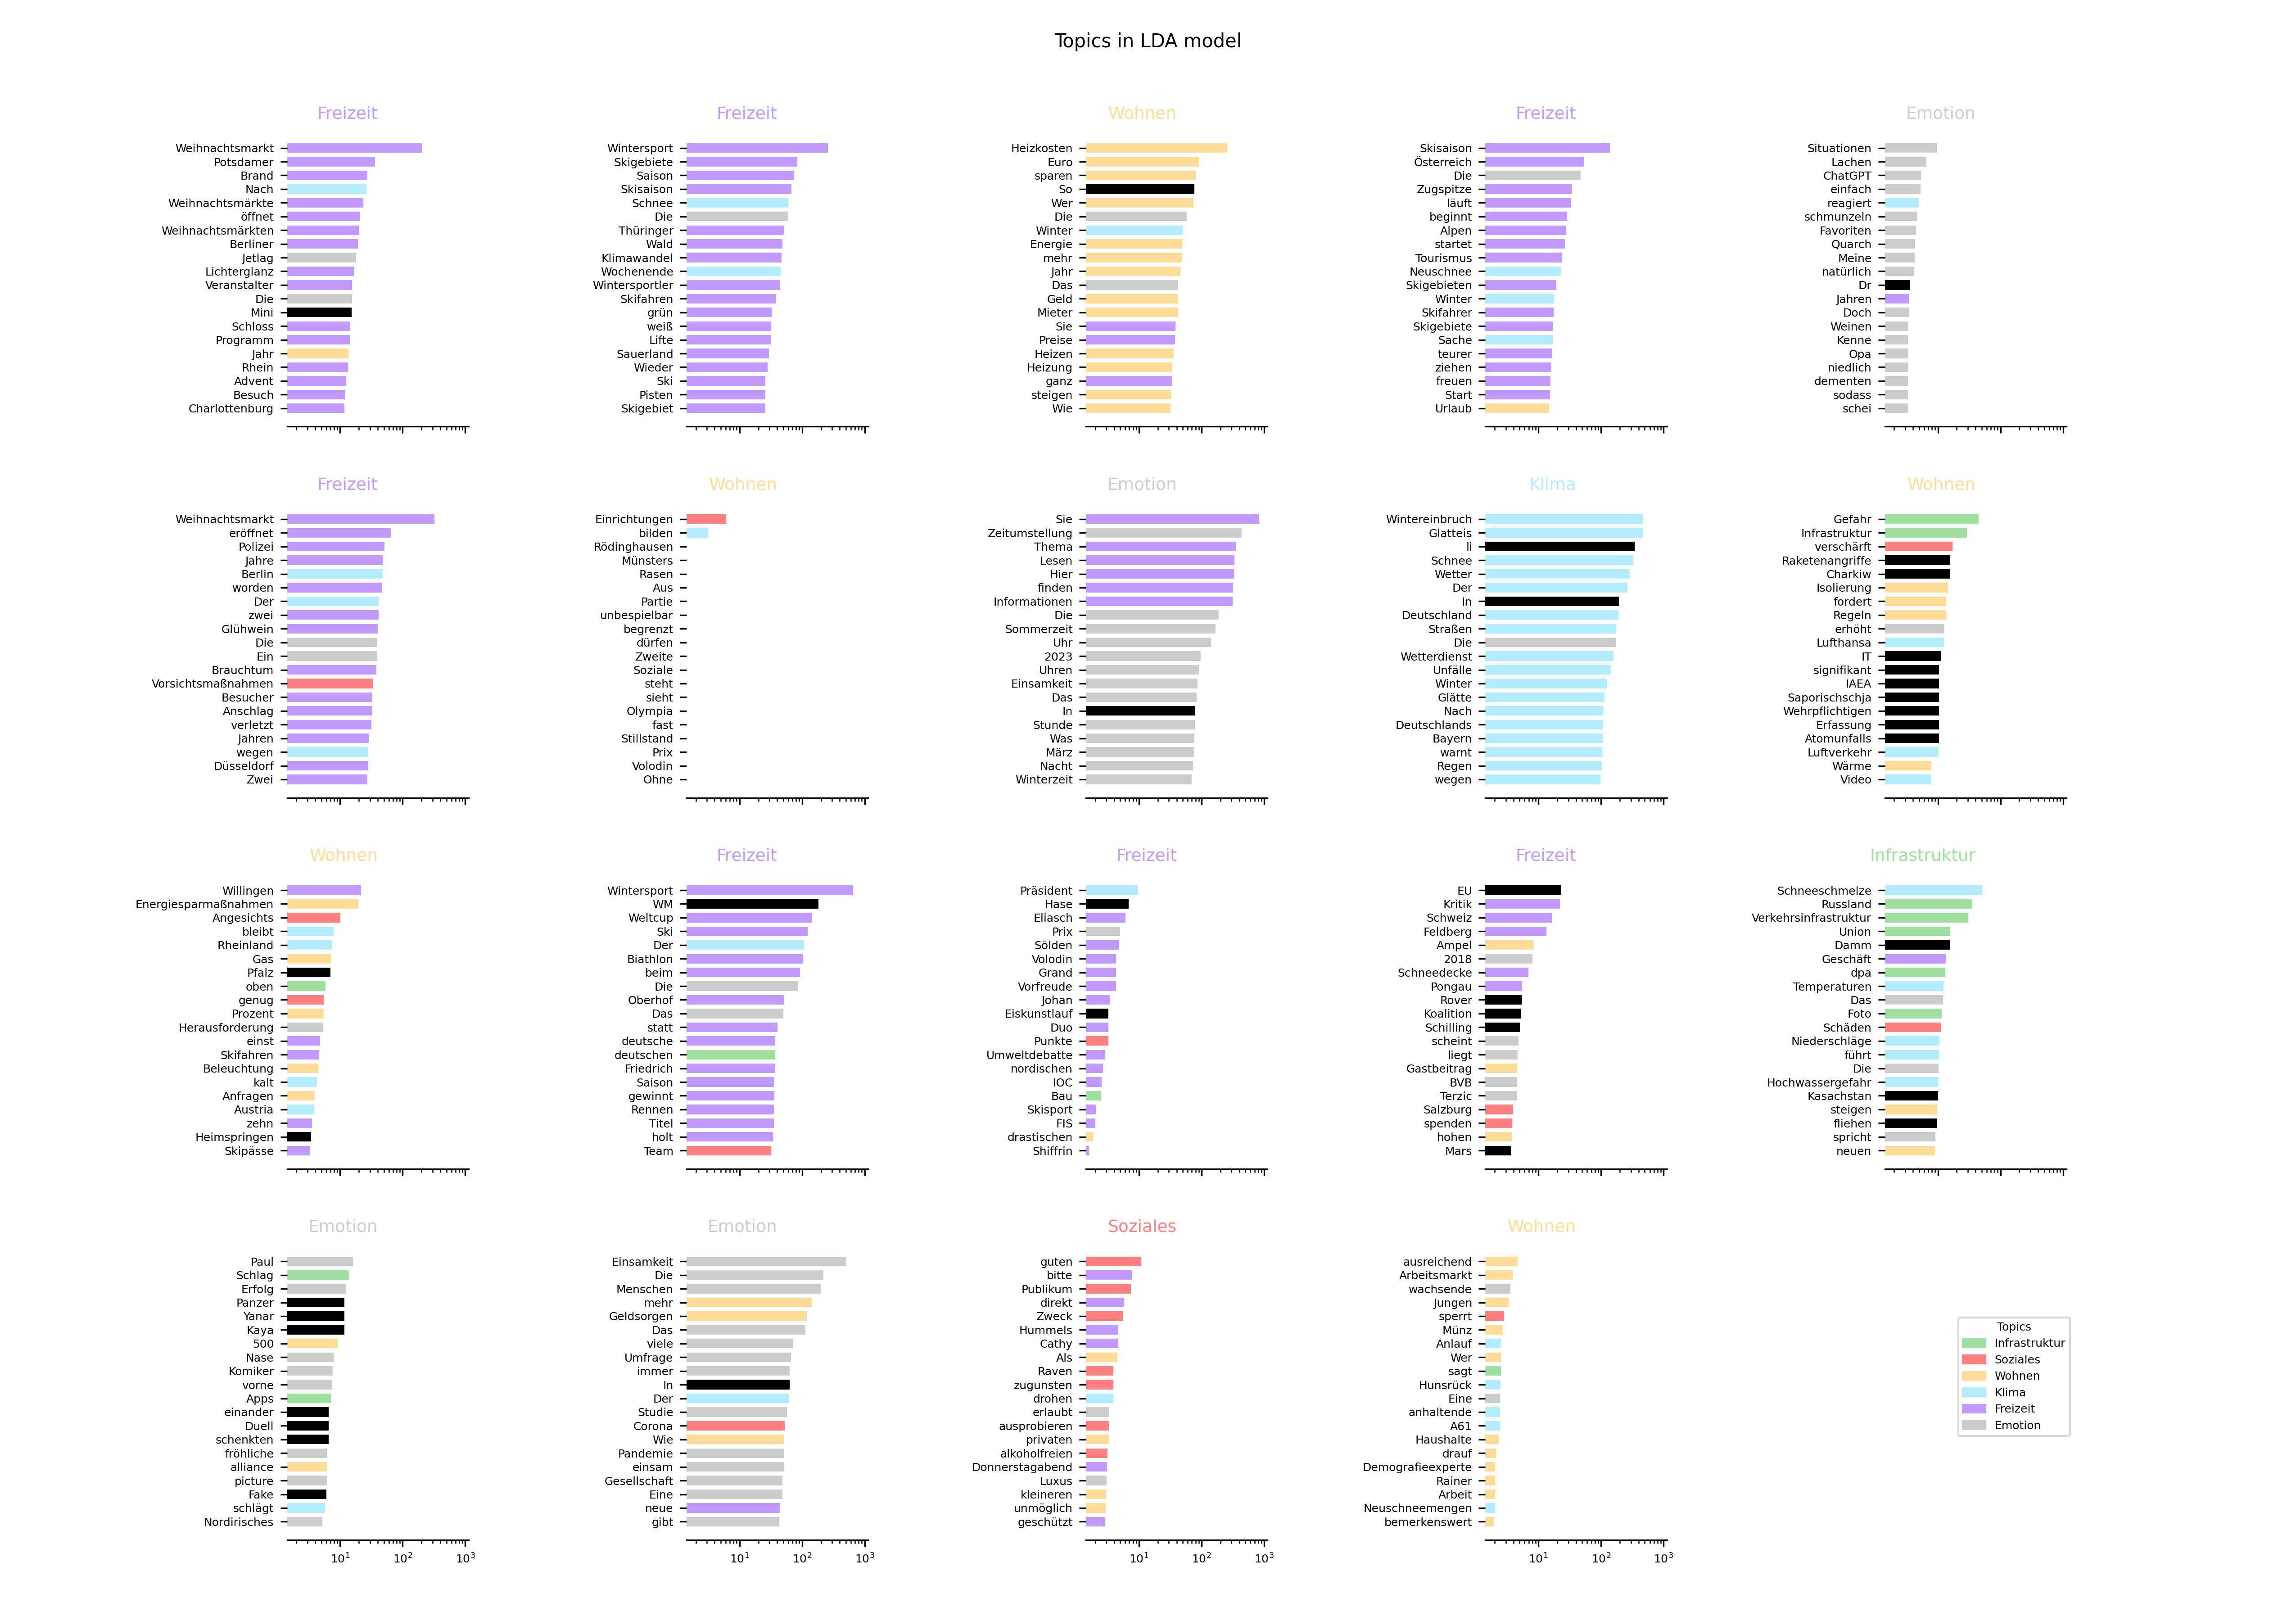 Topics in LDA model
Freizeit
Weihnachtsmarkt
Potsdamer
Brand
Nach
Weihnachtsmärkte
öffnet
Weihnachtsmärkten
Berliner
Jetlag
Lichterglanz
Veranstalter
Die
Mini
Schloss
Programm
Jahr
Rhein
Advent
Besuch
Charlottenburg
Freizeit
Wintersport
Skigebiete
Saison
Skisaison
Schnee
Die
Thüringer
Wald
Klimawandel
Wochenende
Wintersportler
Skifahren
grün
weiß
Lifte
Sauerland
Wieder
Ski
Pisten
Skigebiet
Wohnen
Heizkosten
Euro
sparen
So
Wer
Die
Winter
Energie
mehr
Jahr
Das
Geld
Mieter
Sie
Preise
Heizen
Heizung
ganz
steigen
Wie
Freizeit
Skisaison
Österreich
Die
Zugspitze
läuft
beginnt
Alpen
startet
Tourismus
Neuschnee
Skigebieten
Winter
Skifahrer
Skigebiete
Sache
teurer
ziehen
freuen
Start
Urlaub
Emotion
Situationen
Lachen
ChatGPT
einfach
reagiert
schmunzeln
Favoriten
Quarch
Meine
natürlich
Dr
Jahren
Doch
Weinen
Kenne
Opa
niedlich
dementen
sodass
schei
Freizeit
Weihnachtsmarkt
eröffnet
Polizei
Jahre
Berlin
worden
Der
zwei
Glühwein
Die
Ein
Brauchtum
Vorsichtsmaßnahmen
Besucher
Anschlag
verletzt
Jahren
wegen
Düsseldorf
Zwei
Wohnen
Einrichtungen
bilden
Rödinghausen
Münsters
Rasen
Aus
Partie
unbespielbar
begrenzt
dürfen
Zweite
Soziale
steht
sieht
Olympia
fast
Stillstand
Prix
Volodin
Ohne
Emotion
Sie
Zeitumstellung
Thema
Lesen
Hier
finden
Informationen
Die
Sommerzeit
Uhr
2023
Uhren
Einsamkeit
Das
In
Stunde
Was
März
Nacht
Winterzeit
Klima
Wintereinbruch
Glatteis
li
Schnee
Wetter
Der
In
Deutschland
Straßen
Die
Wetterdienst
Unfälle
Winter
Glätte
Nach
Deutschlands
Bayern
warnt
Regen
wegen
Wohnen
Gefahr
Infrastruktur
verschärft
Raketenangriffe
Charkiw
Isolierung
fordert
Regeln
erhöht
Lufthansa
IT
signifikant
IAEA
Saporischschja
Wehrpflichtigen
Erfassung
Atomunfalls
Luftverkehr
Wärme
Video
Wohnen
Willingen
Energiesparmaßnahmen
Angesichts
bleibt
Rheinland
Gas
Pfalz
oben
genug
Prozent
Herausforderung
einst
Skifahren
Beleuchtung
kalt
Anfragen
Austria
zehn
Heimspringen
Skipässe
Freizeit
Wintersport
WM
Weltcup
Ski
Der
Biathlon
beim
Die
Oberhof
Das
statt
deutsche
deutschen
Friedrich
Saison
gewinnt
Rennen
Titel
holt
Team
Freizeit
Präsident
Hase
Eliasch
Prix
Sölden
Volodin
Grand
Vorfreude
Johan
Eiskunstlauf
Duo
Punkte
Umweltdebatte
nordischen
IOC
Bau
Skisport
FIS
drastischen
Shiffrin
Freizeit
EU
Kritik
Schweiz
Feldberg
Ampel
2018
Schneedecke
Pongau
Rover
Koalition
Schilling
scheint
liegt
Gastbeitrag
BVB
Terzic
Salzburg
spenden
hohen
Mars
Infrastruktur
Schneeschmelze
Russland
Verkehrsinfrastruktur
Union
Damm
Geschäft
dpa
Temperaturen
Das
Foto
Schäden
Niederschläge
führt
Die
Hochwassergefahr
Kasachstan
steigen
fliehen
spricht
neuen
Emotion
Paul
Schlag
Erfolg
Panzer
Yanar
Kaya
500
Nase
Komiker
vorne
Apps
einander
Duell
schenkten
fröhliche
alliance
picture
Fake
schlägt
Nordirisches
10¹ 10² 10³
Emotion
Einsamkeit
Die
Menschen
mehr
Geldsorgen
Das
viele
Umfrage
immer
In
Der
Studie
Corona
Wie
Pandemie
einsam
Gesellschaft
Eine
neue
gibt
10¹ 10² 10³
Soziales
guten
bitte
Publikum
direkt
Zweck
Hummels
Cathy
Als
Raven
zugunsten
drohen
erlaubt
ausprobieren
privaten
alkoholfreien
Donnerstagabend
Luxus
kleineren
unmöglich
geschützt
10¹ 10² 10³
Wohnen
ausreichend
Arbeitsmarkt
wachsende
Jungen
sperrt
Münz
Anlauf
Wer
sagt
Hunsrück
Eine
anhaltende
A61
Haushalte
drauf
Demografieexperte
Rainer
Arbeit
Neuschneemengen
bemerkenswert
10¹ 10² 10³
Topics
Infrastruktur
Soziales
Wohnen
Klima
Freizeit
Emotion